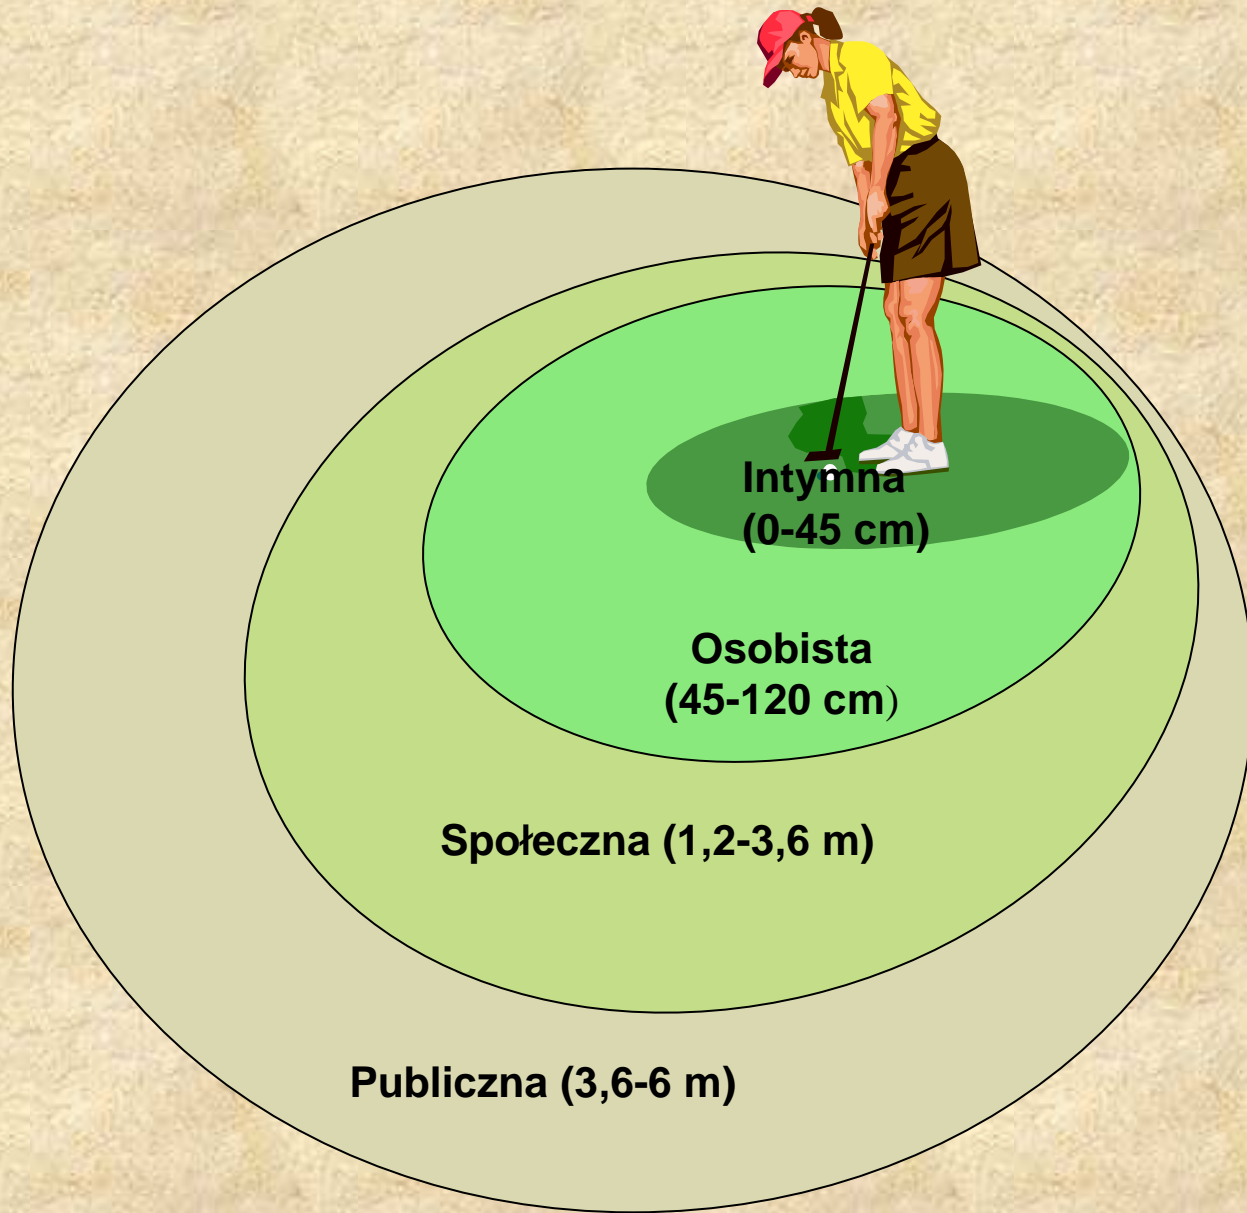 Intymna
(0-45 cm)
Osobista
(45-120 cm)
Społeczna (1,2-3,6 m)
Publiczna (3,6-6 m)